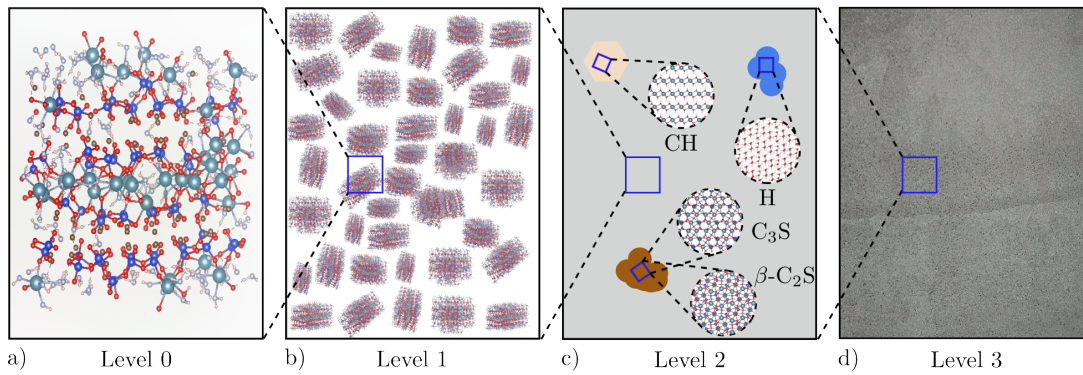 CH
H
C₃S
β-C₂S
a) Level 0
b) Level 1
c) Level 2
d) Level 3